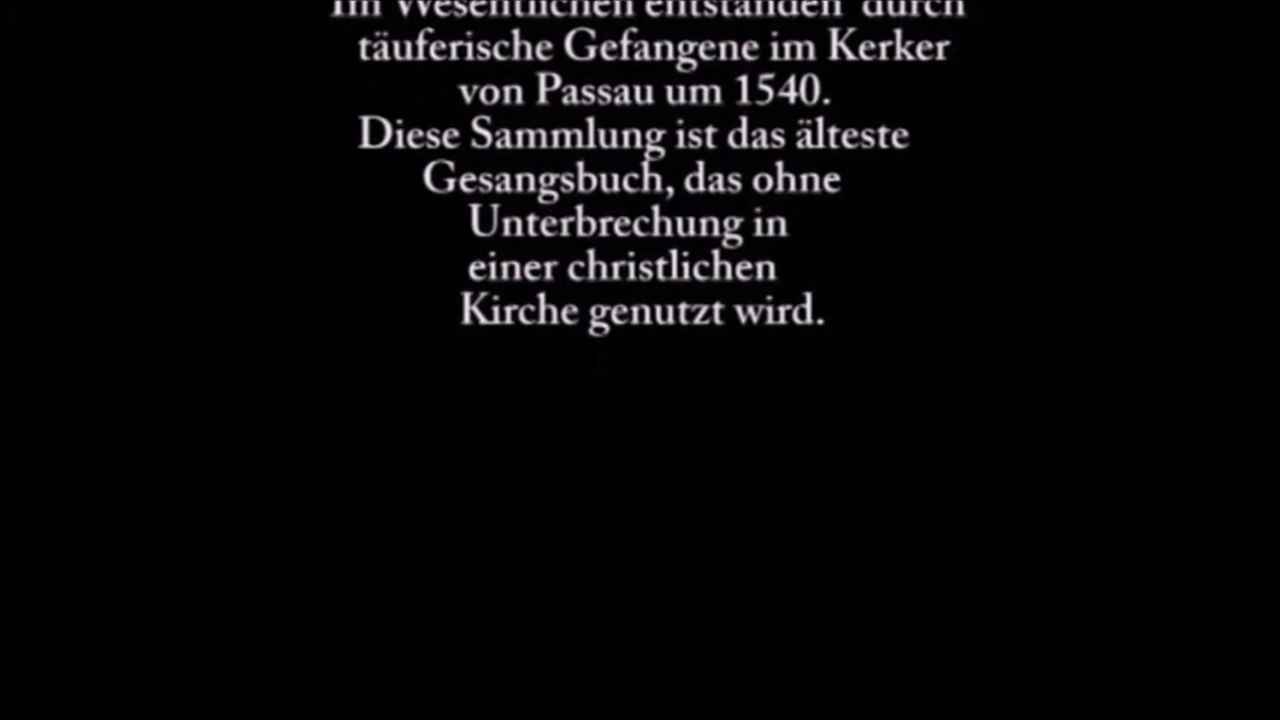 Im Wesentlichen entstanden durch
täuferische Gefangene im Kerker
von Passau um 1540.
Diese Sammlung ist das älteste
Gesangsbuch, das ohne
Unterbrechung in
einer christlichen
Kirche genutzt wird.